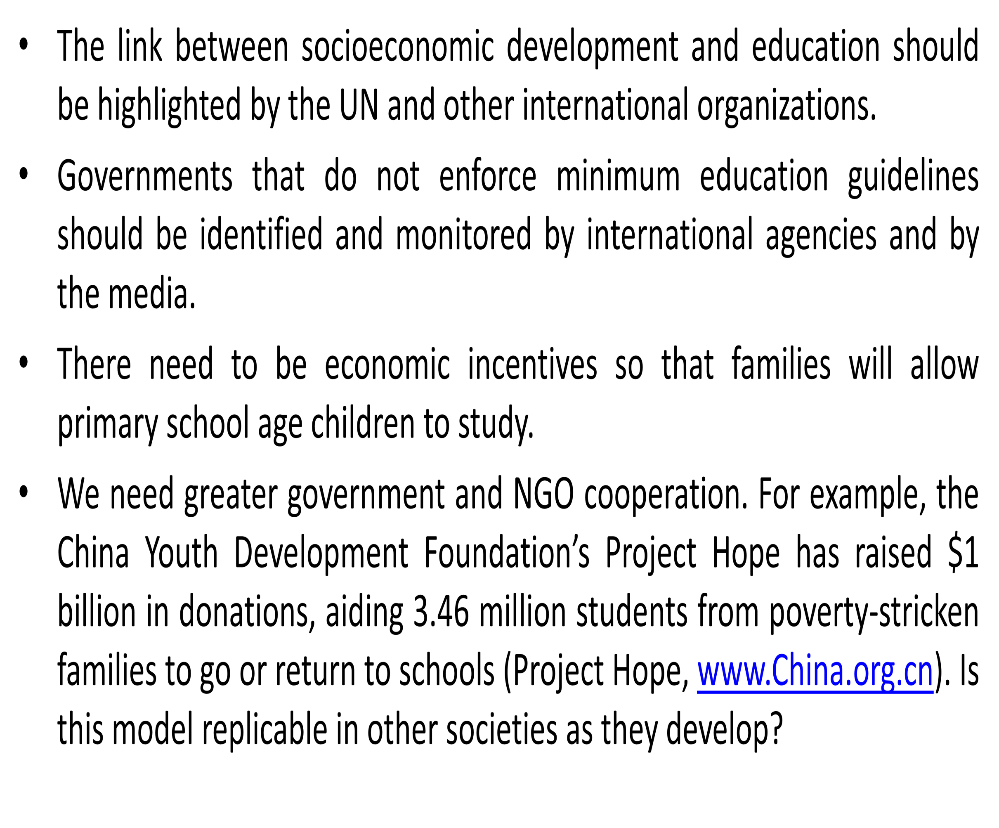 • The link between socioeconomic development and education should
be highlighted by the UN and other international organizations.
• Governments that do not enforce minimum education guidelines
should be identified and monitored by international agencies and by
the media.
• There need to be economic incentives so that families will allow
primary school age children to study.
• We need greater government and NGO cooperation. For example, the
China Youth Development Foundation’s Project Hope has raised $1
billion in donations, aiding 3.46 million students from poverty-stricken
families to go or return to schools (Project Hope, www.China.org.cn). Is
this model replicable in other societies as they develop?